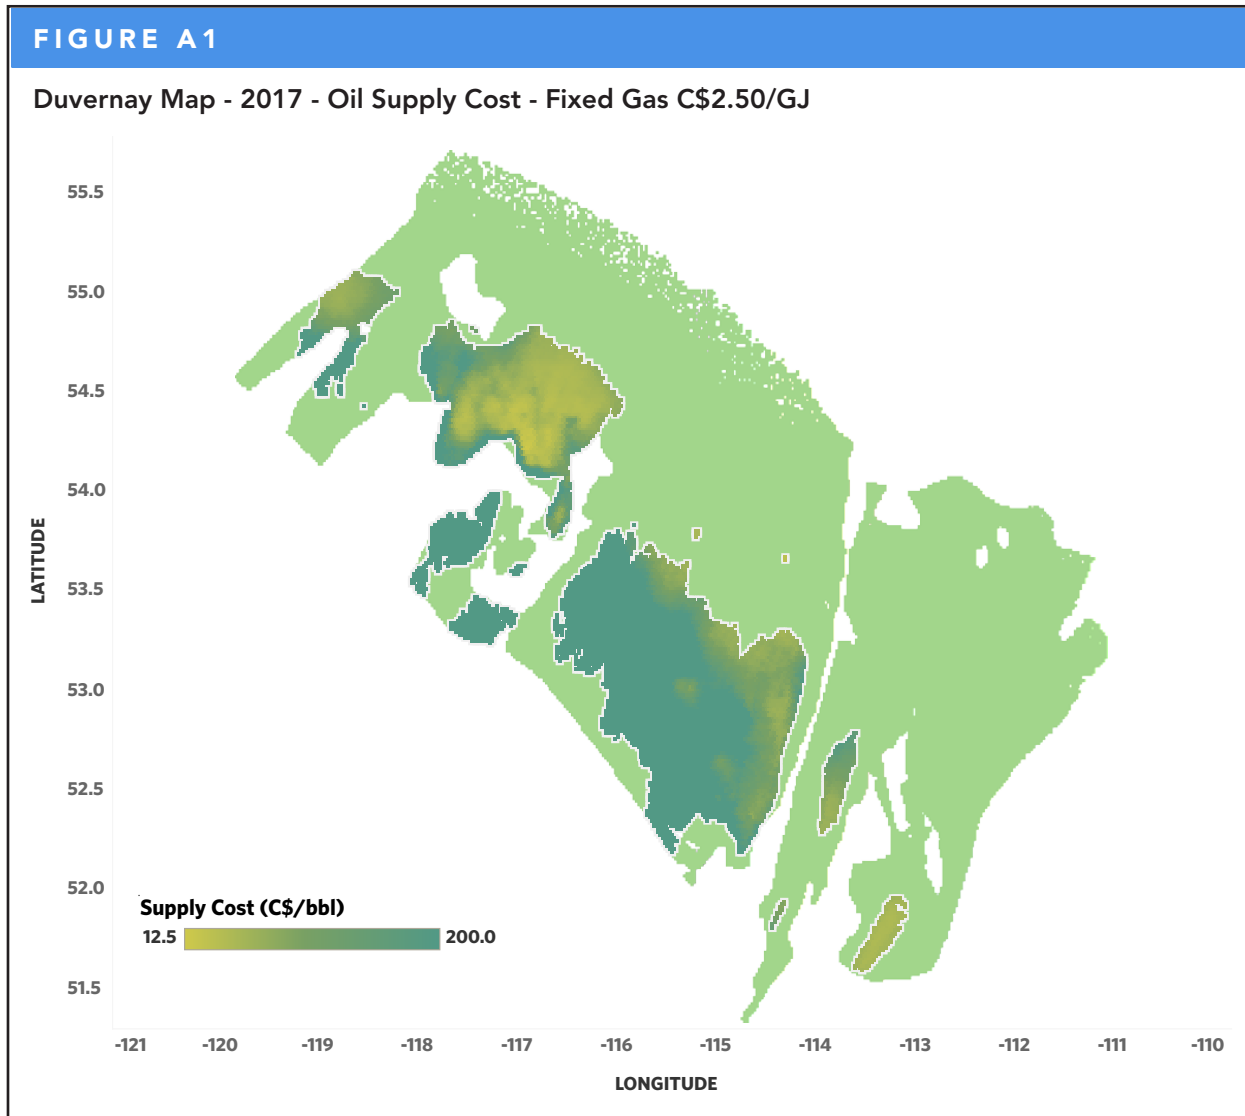 FIGURE A1
Duvernay Map - 2017 - Oil Supply Cost - Fixed Gas C$2.50/GJ
55.5
55.0
54.5
54.0
53.5
53.0
52.5
52.0
51.5
LATITUDE
Supply Cost (C$/bbl)
12.5 200.0
-121 -120 -119 -118 -117 -116 -115 -114 -113 -112 -111 -110
LONGITUDE